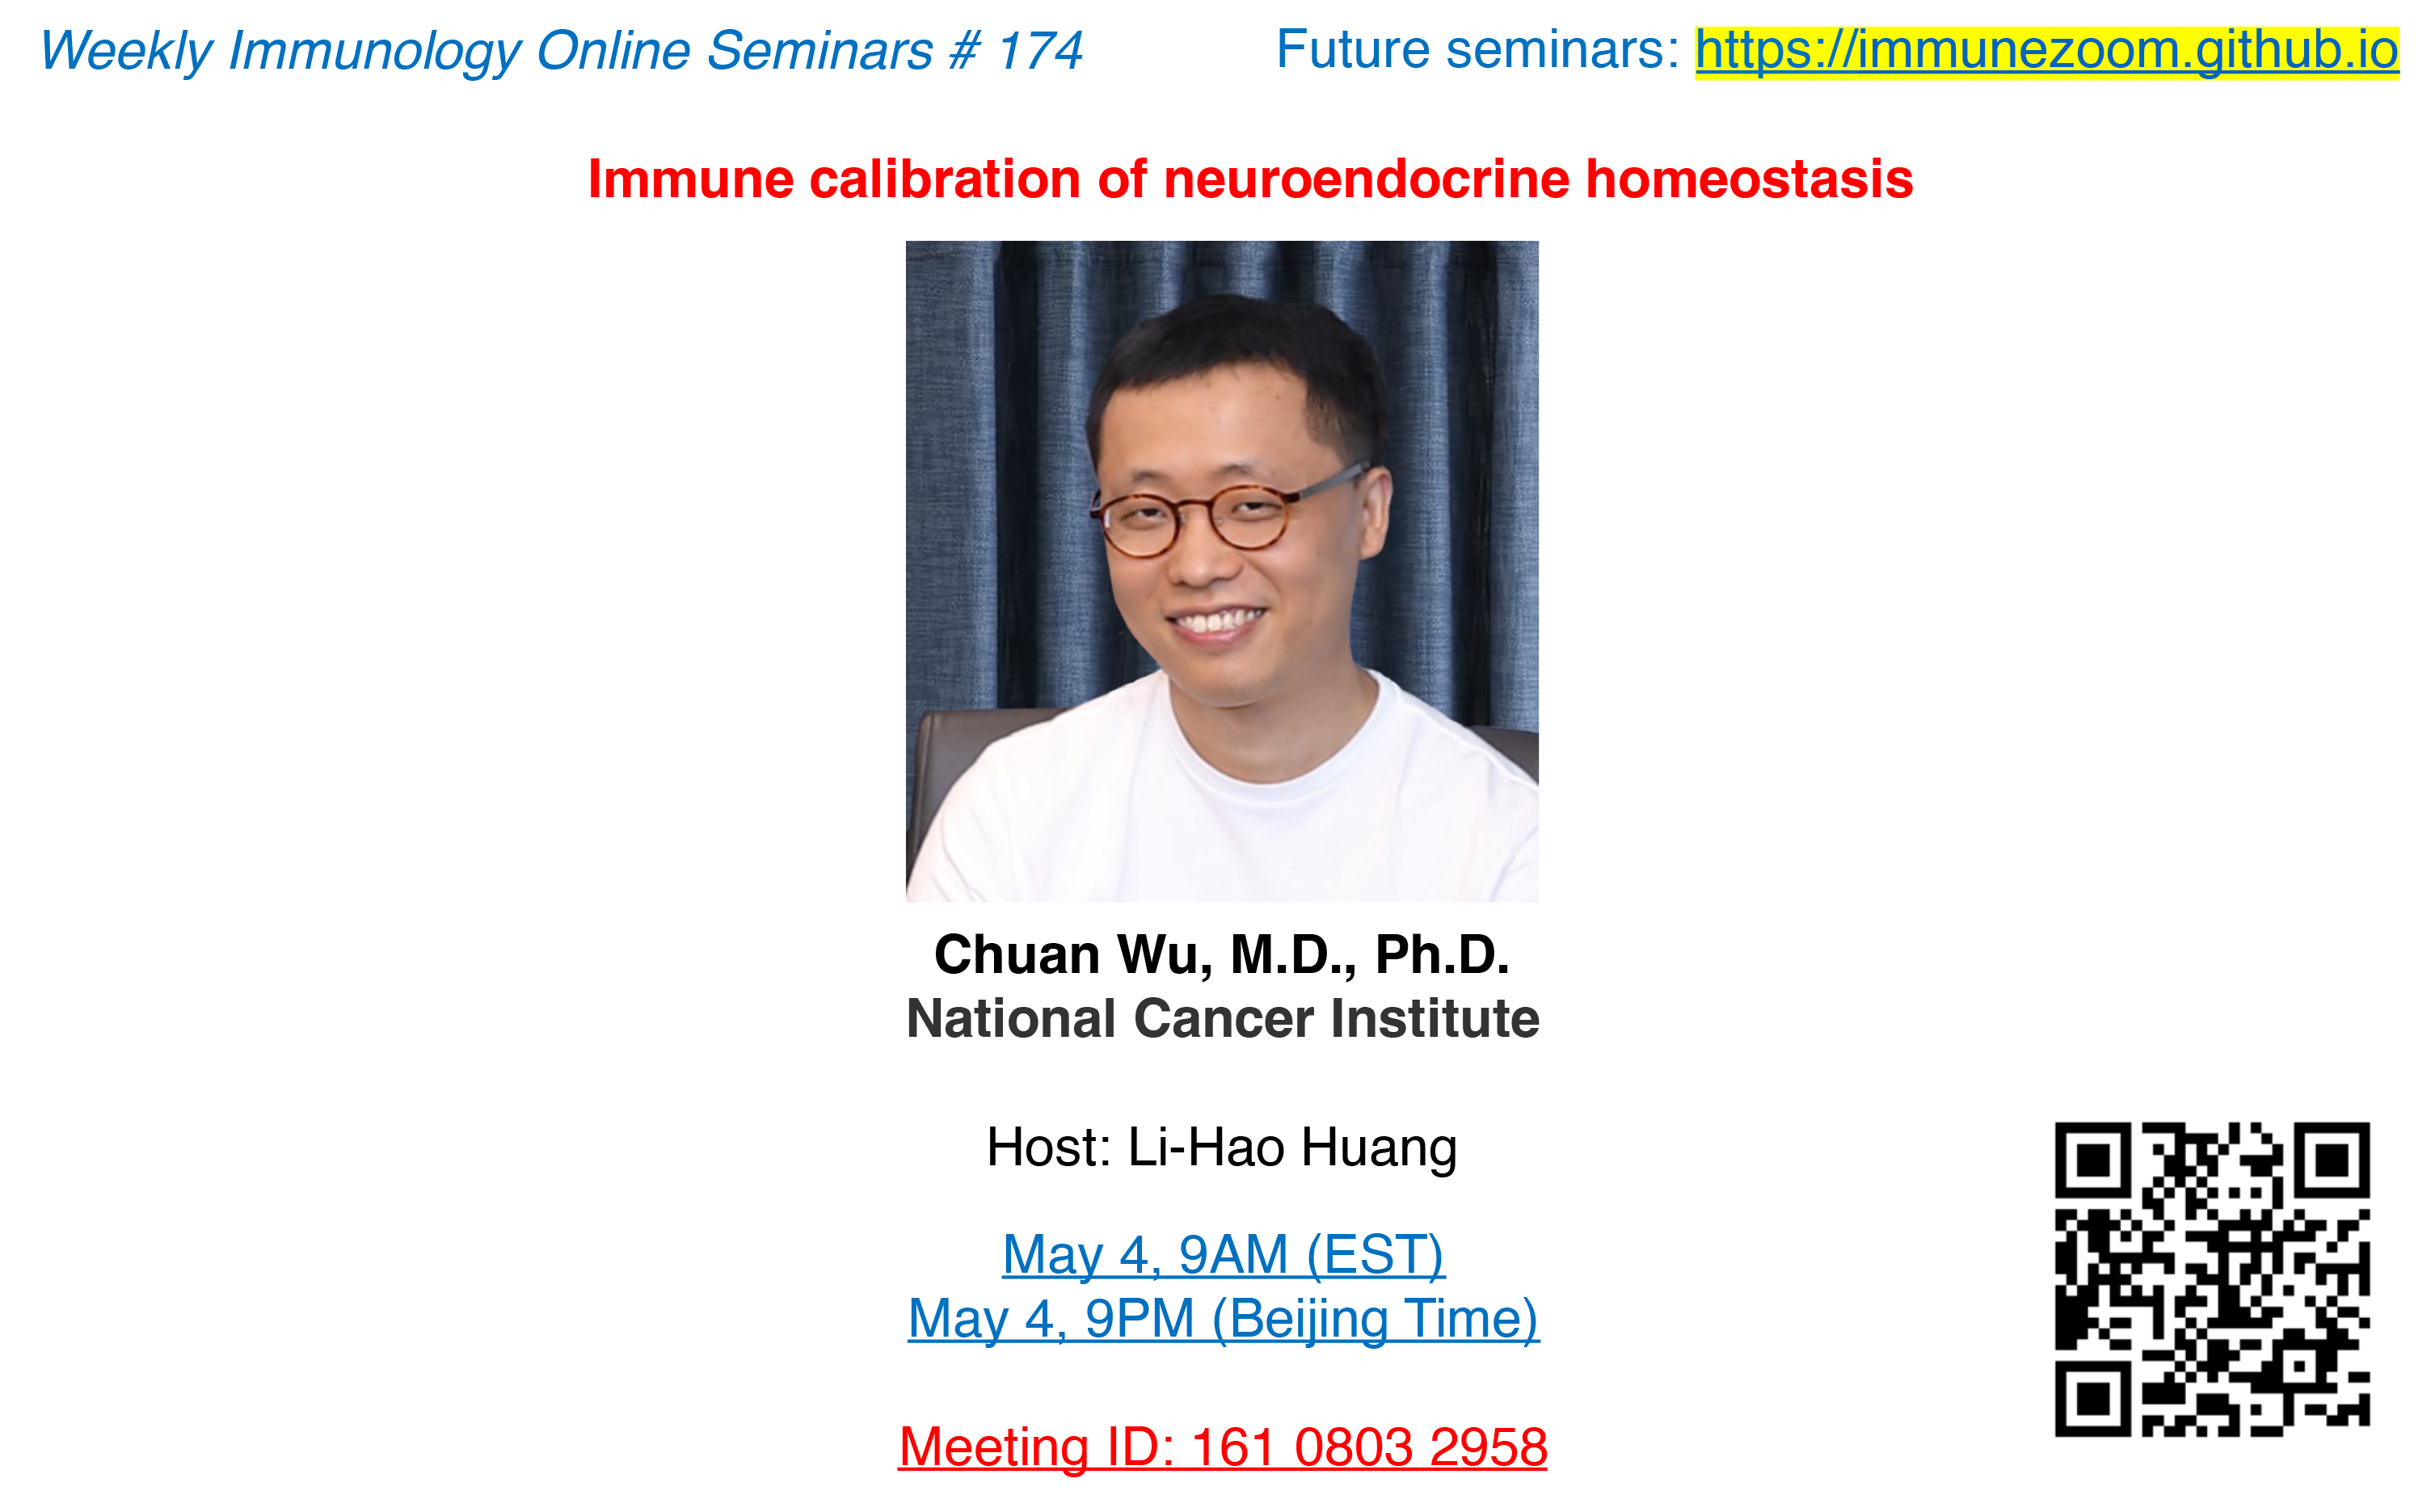 Weekly Immunology Online Seminars # 174
Future seminars: https://immunezoom.github.io
Immune calibration of neuroendocrine homeostasis
Chuan Wu, M.D., Ph.D.
National Cancer Institute
Host: Li-Hao Huang
May 4, 9AM (EST)
May 4, 9PM (Beijing Time)
Meeting ID: 161 0803 2958